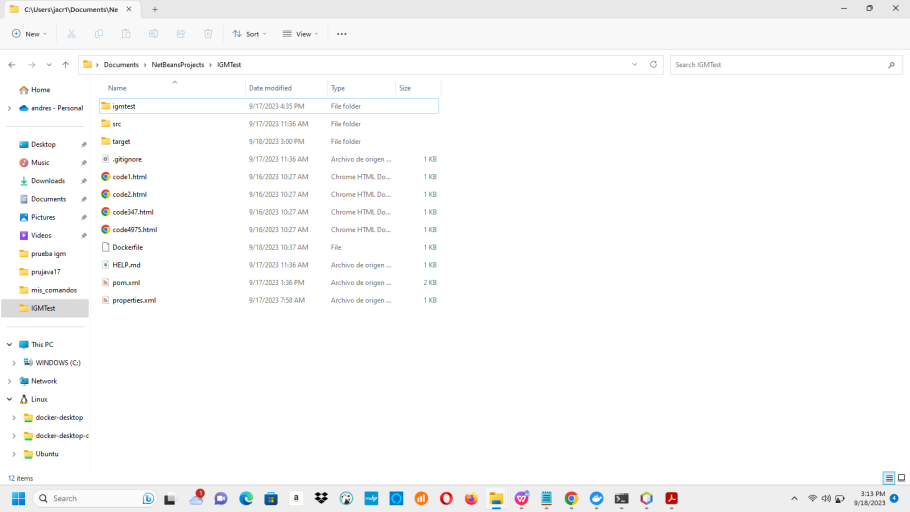 C:\Users\jacr1\Documents\Ne
New
Sort
View
Documents
NetBeansProjects
IGMTest
Search IGMTest
Name
Date modified
Type
Size
Home
andres - Personal
Desktop
Music
Downloads
Documents
Pictures
Videos
prueba igm
prujava17
mis_comandos
IGMTest
This PC
WINDOWS (C:)
Network
Linux
docker-desktop
docker-desktop-d
Ubuntu
igmtest 9/17/2023 4:35 PM File folder
src 9/17/2023 11:36 AM File folder
target 9/18/2023 3:00 PM File folder
.gitignore 9/17/2023 11:36 AM Archivo de origen ... 1 KB
code1.html 9/16/2023 10:27 AM Chrome HTML Do... 1 KB
code2.html 9/16/2023 10:27 AM Chrome HTML Do... 1 KB
code347.html 9/16/2023 10:27 AM Chrome HTML Do... 1 KB
code4975.html 9/16/2023 10:27 AM Chrome HTML Do... 1 KB
Dockerfile 9/18/2023 10:37 AM File 1 KB
HELP.md 9/17/2023 11:36 AM Archivo de origen ... 1 KB
pom.xml 9/17/2023 1:36 PM Archivo de origen ... 2 KB
properties.xml 9/17/2023 7:58 AM Archivo de origen ... 1 KB
12 items
Search
1
a
3:13 PM
9/18/2023
4